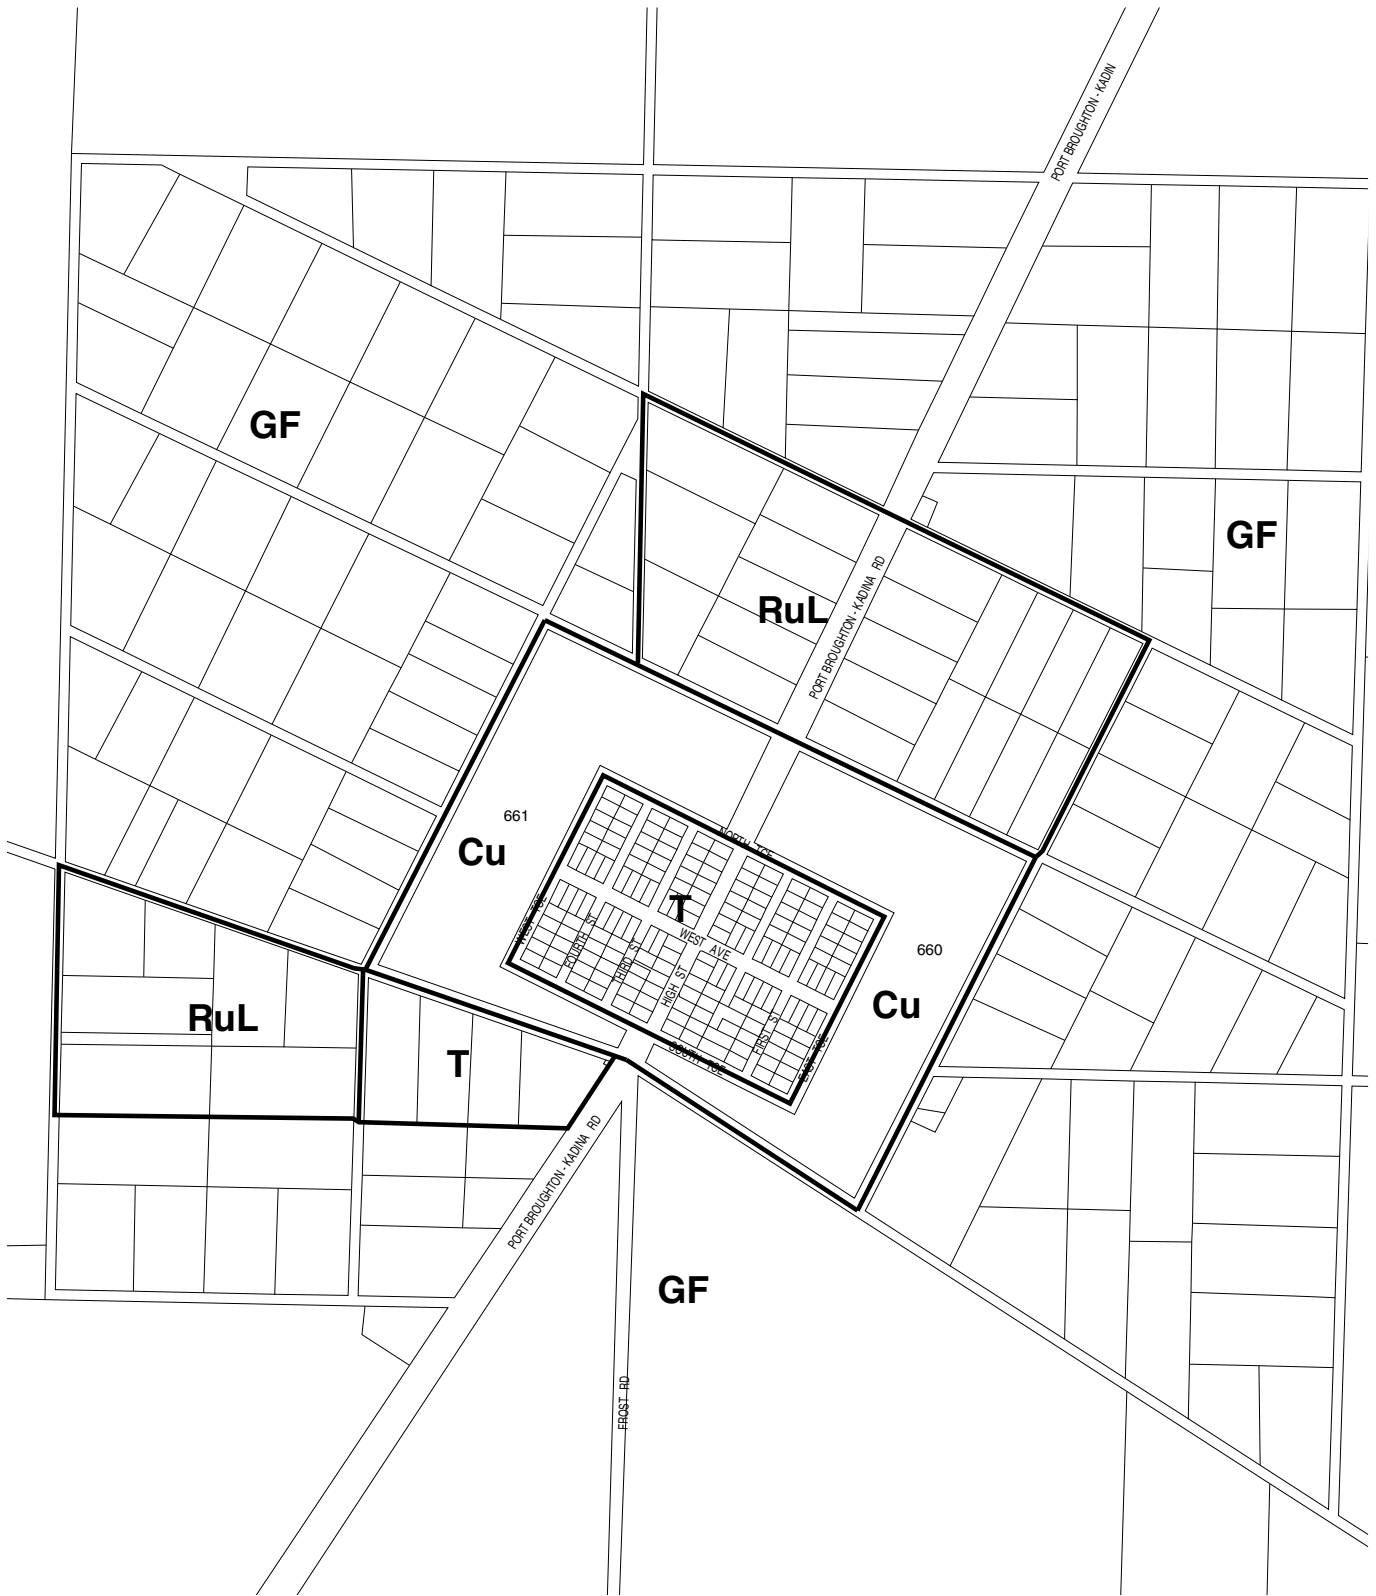 PORT BROUGHTON - KADIN
GF
GF
RuL
PORT BROUGHTON - KADINA RD
661
Cu
NORTH TCE
T
WEST TCE
FOURTH ST
THIRD ST
HIGH ST
WEST AVE
660
Cu
FIRST ST
EAST TCE
SOUTH TCE
RuL
T
PORT BROUGHTON - KADINA RD
GF
FROST RD